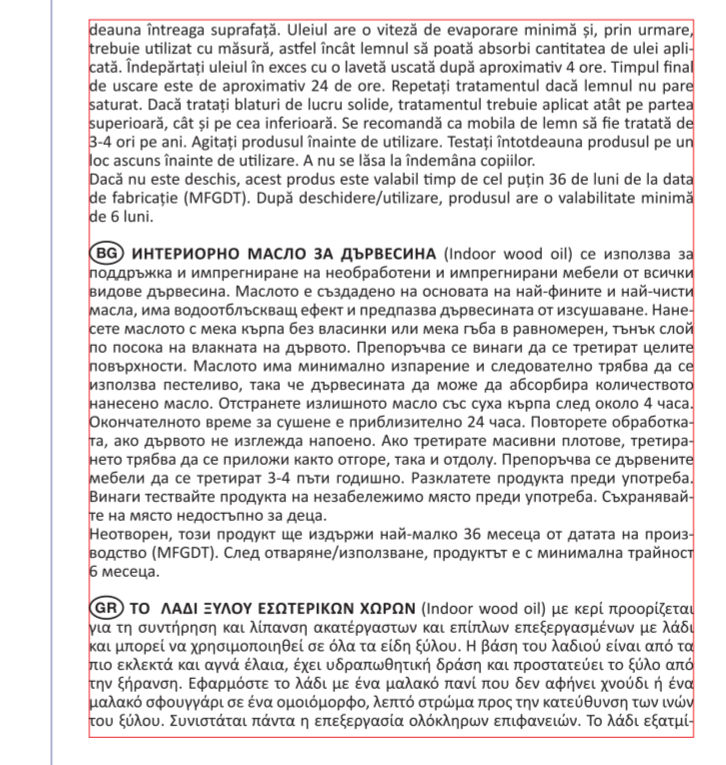 deauna întreaga suprafață. Uleiul are o viteză de evaporare minimă și, prin urmare,
trebuie utilizat cu măsură, astfel încât lemnul să poată absorbi cantitatea de ulei apli-
cată. Îndepărtați uleiul în exces cu o lavetă uscată după aproximativ 4 ore. Timpul final
de uscare este de aproximativ 24 de ore. Repetați tratamentul dacă lemnul nu pare
saturat. Dacă tratați blaturi de lucru solide, tratamentul trebuie aplicat atât pe partea
superioară, cât și pe cea inferioară. Se recomandă ca mobila de lemn să fie tratată de
3-4 ori pe ani. Agitați produsul înainte de utilizare. Testați întotdeauna produsul pe un
loc ascuns înainte de utilizare. A nu se lăsa la îndemâna copiilor.
Dacă nu este deschis, acest produs este valabil timp de cel puțin 36 de luni de la data
de fabricație (MFGDT). După deschidere/utilizare, produsul are o valabilitate minimă
de 6 luni.
BG ИНТЕРИОРНО МАСЛО ЗА ДЪРВЕСИНА (Indoor wood oil) се използва за
поддръжка и импрегниране на необработени и импрегнирани мебели от всички
видове дървесина. Маслото е създадено на основата на най-фините и най-чисти
масла, има водоотблъскващ ефект и предпазва дървесината от изсушаване. Нане-
сете маслото с мека кърпа без власинки или мека гъба в равномерен, тънък слой
по посока на влакната на дървото. Препоръчва се винаги да се третират целите
повърхности. Маслото има минимално изпарение и следователно трябва да се
използва пестеливо, така че дървесината да може да абсорбира количеството
нанесено масло. Отстранете излишното масло със суха кърпа след около 4 часа.
Окончателното време за сушене е приблизително 24 часа. Повторете обработка-
та, ако дървото не изглежда напоено. Ако третирате масивни плотове, третира-
нето трябва да се приложи както отгоре, така и отдолу. Препоръчва се дървените
мебели да се третират 3-4 пъти годишно. Разклатете продукта преди употреба.
Винаги тествайте продукта на незабележимо място преди употреба. Съхранявай-
те на място недостъпно за деца.
Неотворен, този продукт ще издържи най-малко 36 месеца от датата на произ-
водство (MFGDT). След отваряне/използване, продуктът е с минимална трайност
6 месеца.
GR ΤΟ ΛΑΔΙ ΞΥΛΟΥ ΕΣΩΤΕΡΙΚΩΝ ΧΩΡΩΝ (Indoor wood oil) με κερί προορίζεται
για τη συντήρηση και λίπανση ακατέργαστων και επίπλων επεξεργασμένων με λάδι
και μπορεί να χρησιμοποιηθεί σε όλα τα είδη ξύλου. Η βάση του λαδιού είναι από τα
πιο εκλεκτά και αγνά έλαια, έχει υδραπωθητική δράση και προστατεύει το ξύλο από
την ξήρανση. Εφαρμόστε το λάδι με ένα μαλακό πανί που δεν αφήνει χνούδι ή ένα
μαλακό σφουγγάρι σε ένα ομοιόμορφο, λεπτό στρώμα προς την κατεύθυνση των ινών
του ξύλου. Συνιστάται πάντα η επεξεργασία ολόκληρων επιφανειών. Το λάδι εξατμί-